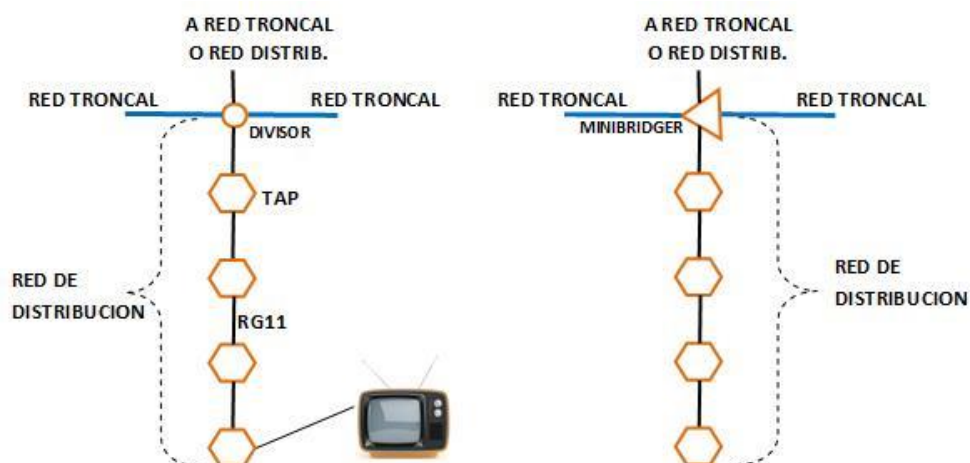 A RED TRONCAL
O RED DISTRIB.
RED TRONCAL
RED TRONCAL
DIVISOR
TAP
RED DE
DISTRIBUCION
RG11
A RED TRONCAL
O RED DISTRIB.
RED TRONCAL
RED TRONCAL
MINIBRIDGER
RED DE
DISTRIBUCION